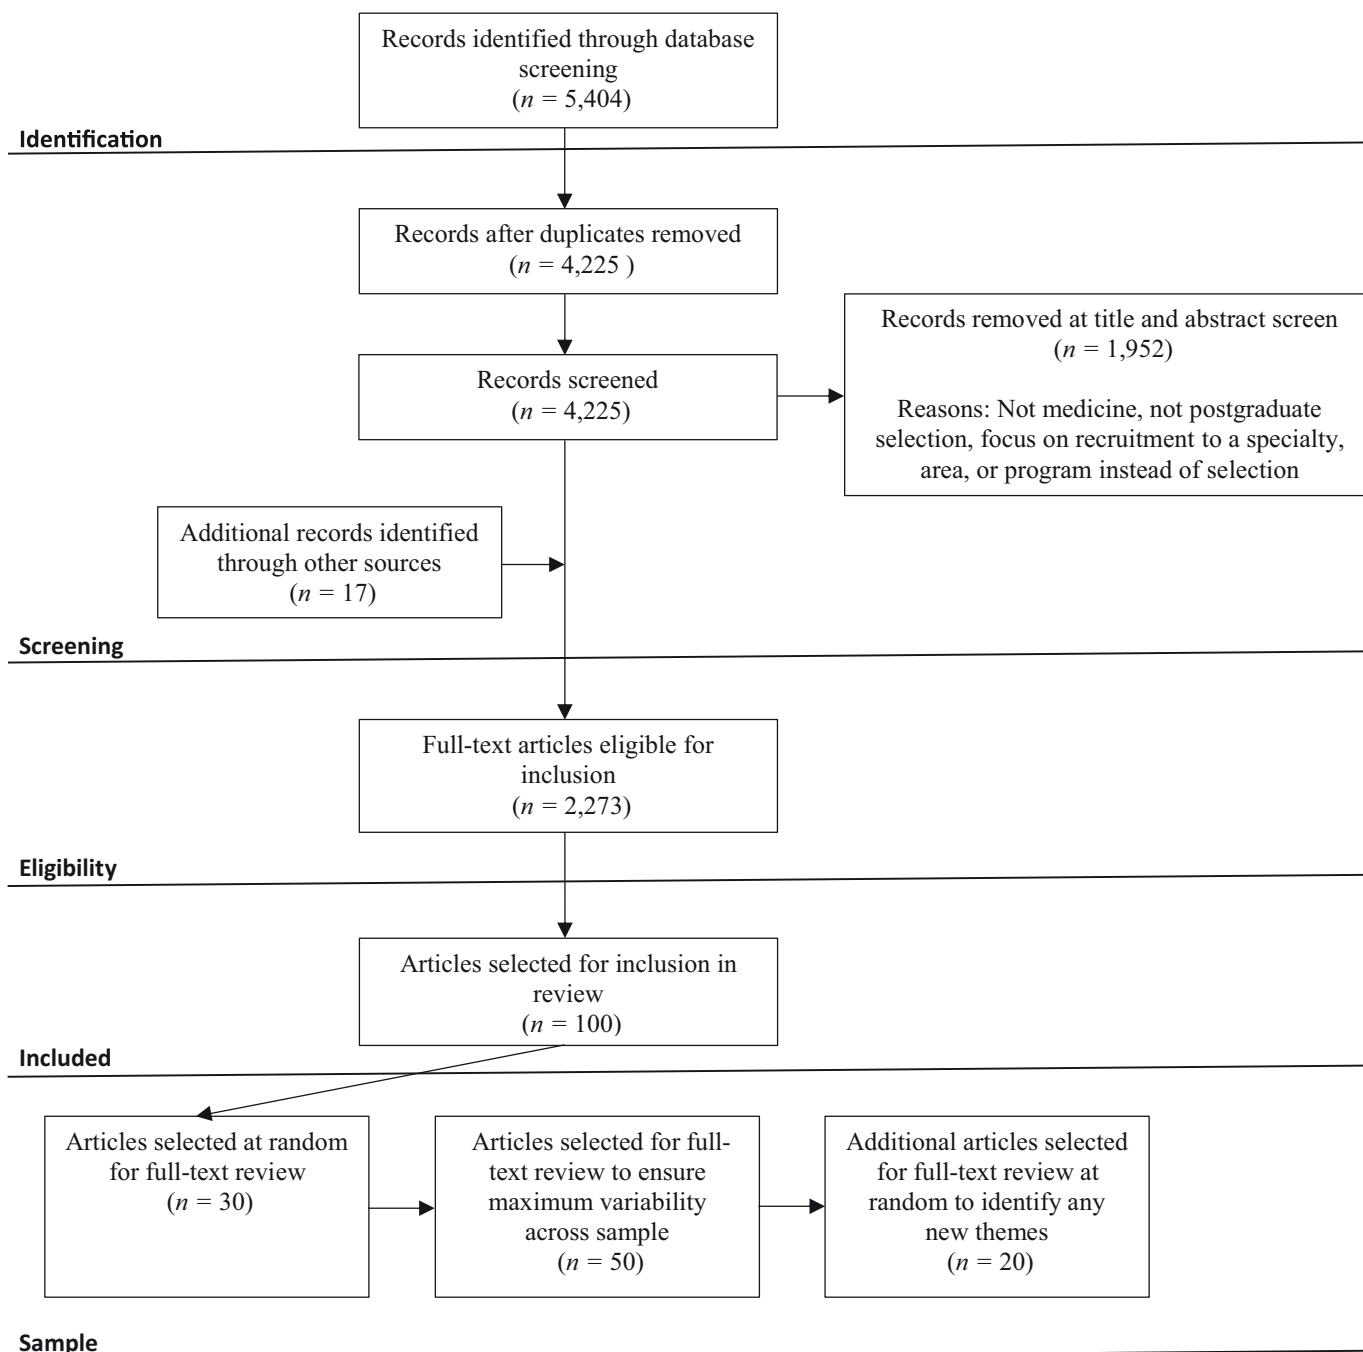 Records identified through database
screening
(n = 5,404)
Identification
Records after duplicates removed
(n = 4,225 )
Records screened
(n = 4,225)
Records removed at title and abstract screen
(n = 1,952)
Reasons: Not medicine, not postgraduate
selection, focus on recruitment to a specialty,
area, or program instead of selection
Additional records identified
through other sources
(n = 17)
Screening
Full-text articles eligible for
inclusion
(n = 2,273)
Eligibility
Articles selected for inclusion in
review
(n = 100)
Included
Articles selected at random
for full-text review
(n = 30)
Articles selected for full-
text review to ensure
maximum variability
across sample
(n = 50)
Additional articles selected
for full-text review at
random to identify any
new themes
(n = 20)
Sample